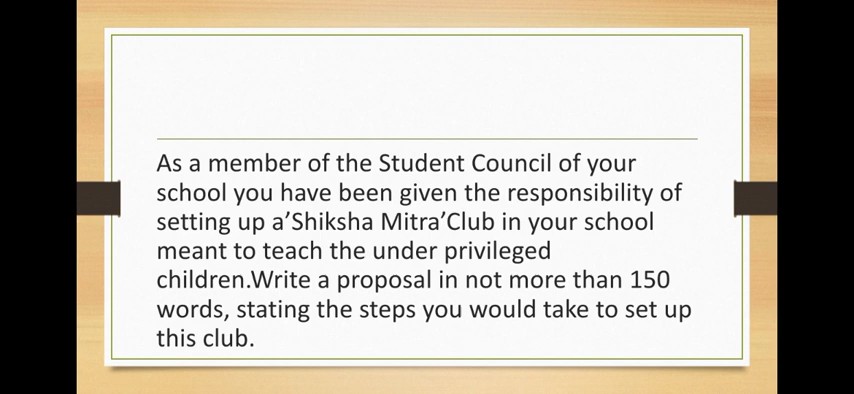 As a member of the Student Council of your
school you have been given the responsibility of
setting up a’Shiksha Mitra’Club in your school
meant to teach the under privileged
children.Write a proposal in not more than 150
words, stating the steps you would take to set up
this club.